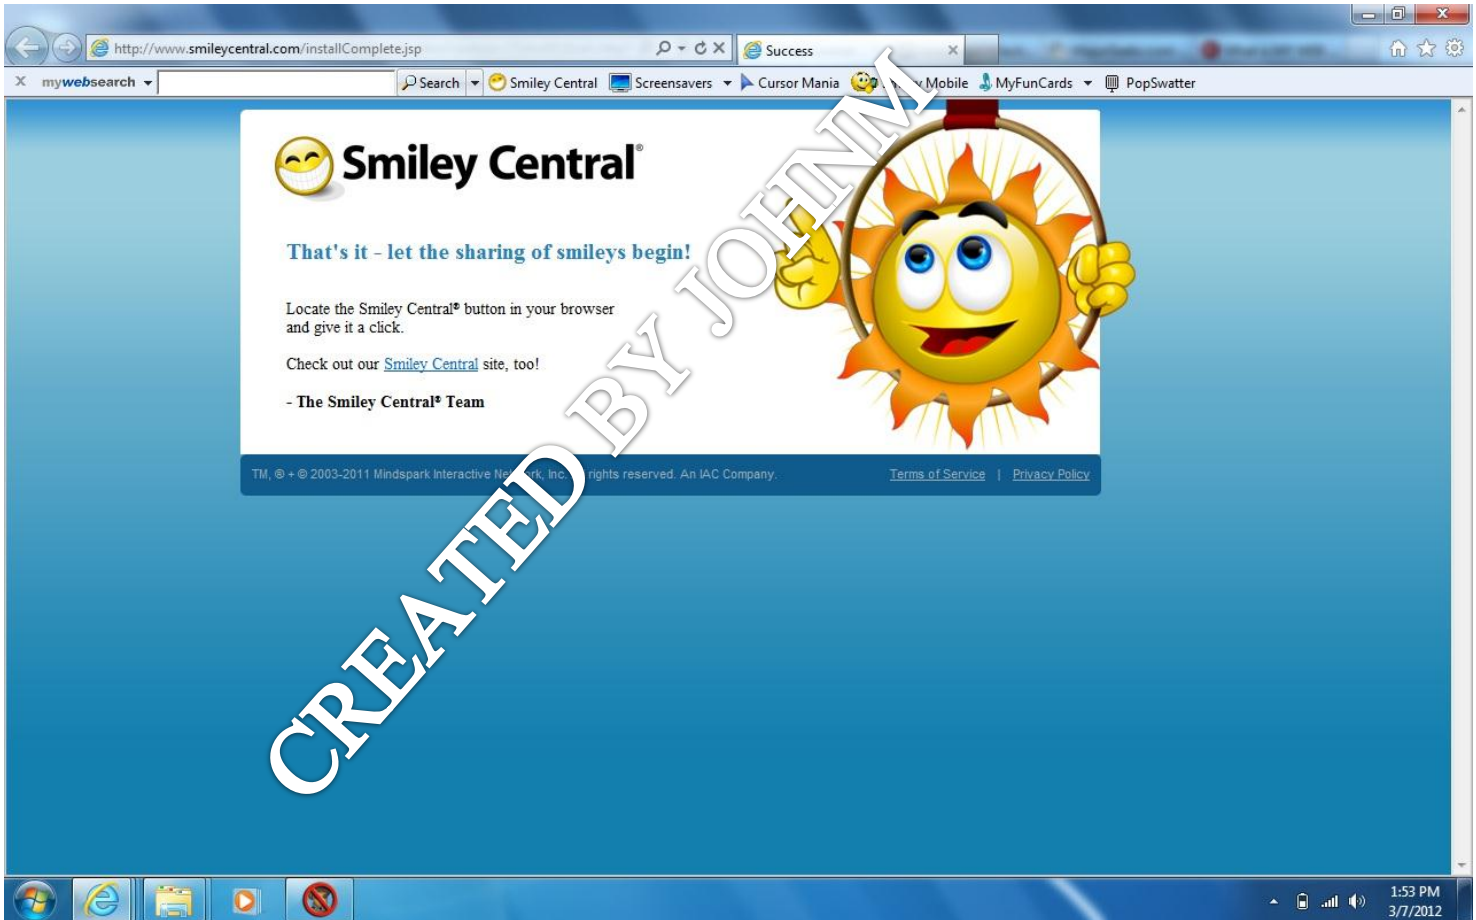 http://www.smileycentral.com/installComplete.jsp
Success
X mywebsearch Search Smiley Central Screensavers Cursor Mania Mobile MyFunCards PopSwatter
Smiley Central®
That's it - let the sharing of smileys begin!
Locate the Smiley Central® button in your browser
and give it a click.
Check out our Smiley Central site, too!
- The Smiley Central® Team
TM, ® + © 2003-2011 Mindspark Interactive Inc. rights reserved. An IAC Company. Terms of Service | Privacy Policy
CREATED BY JOHNM
1:53 PM
3/7/2012